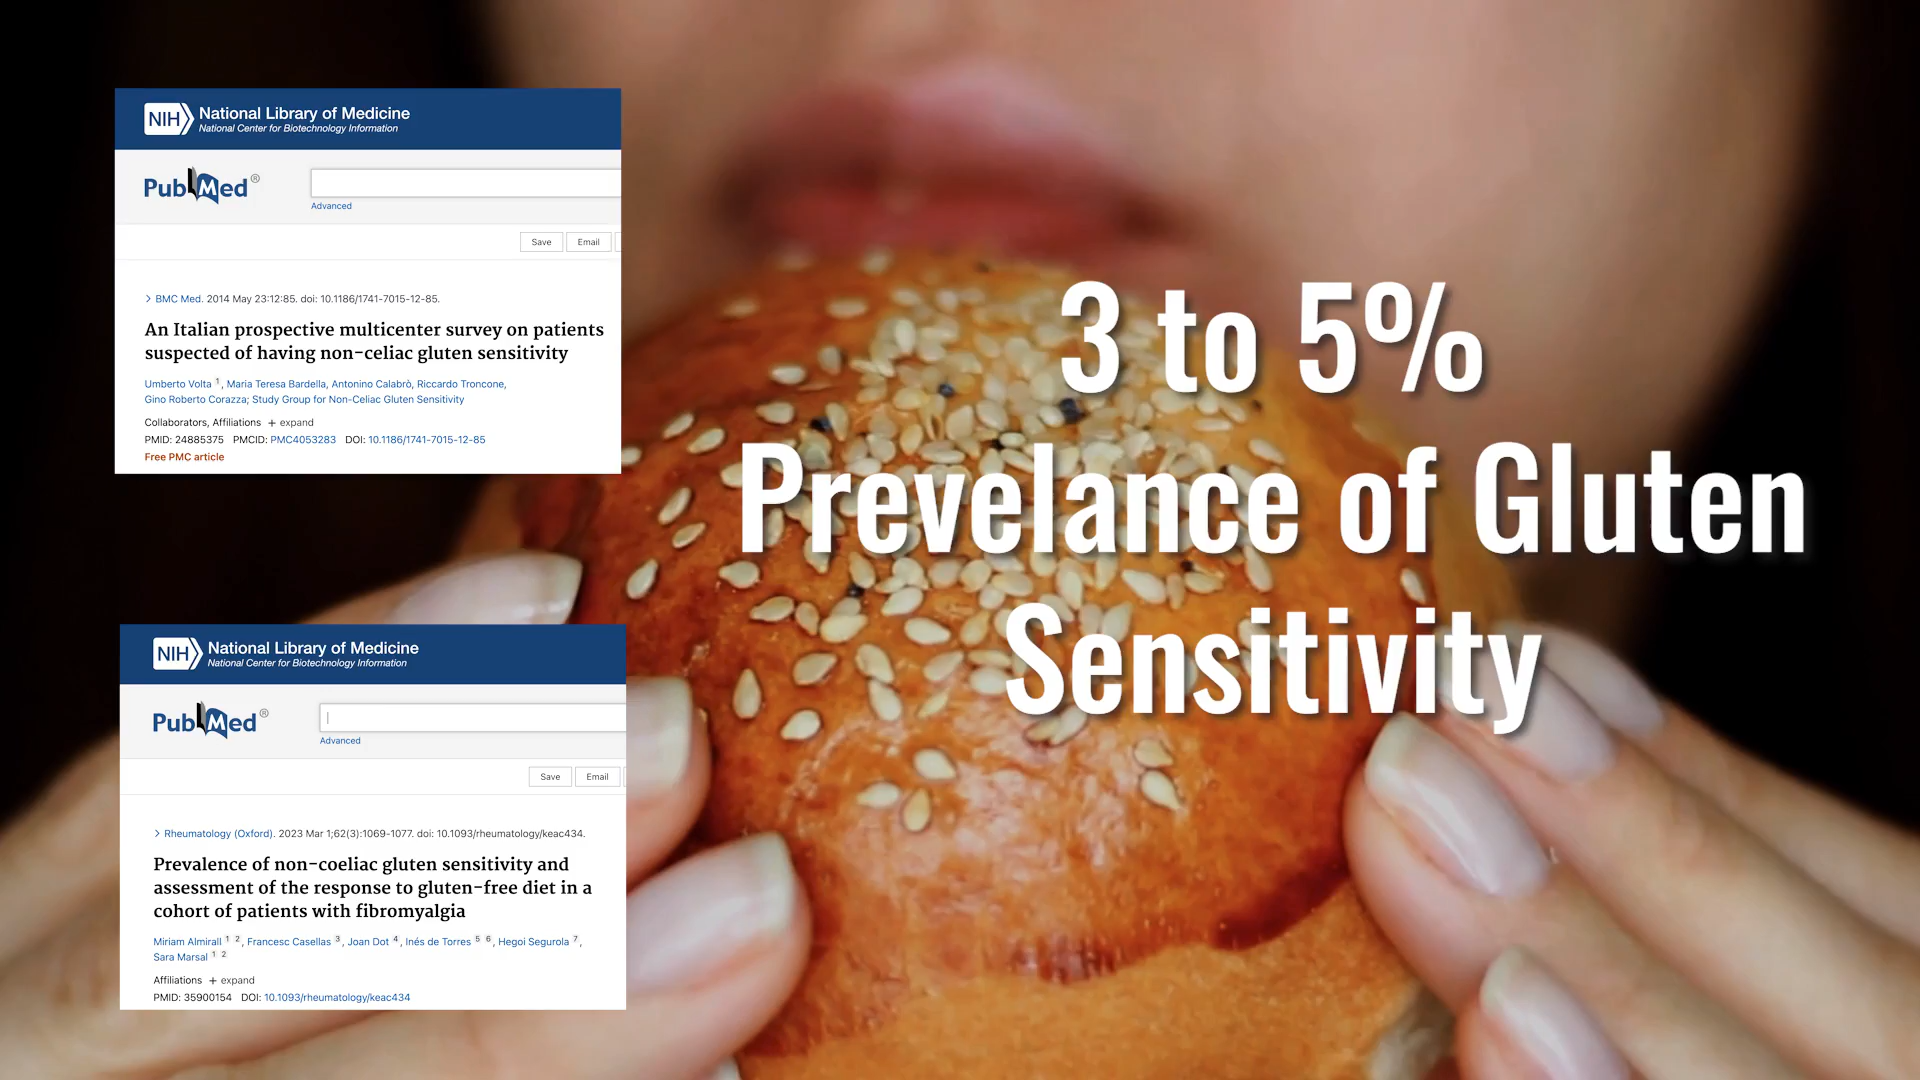 NIH National Library of Medicine
National Center for Biotechnology Information
PubMed®
Advanced
Save Email
> BMC Med. 2014 May 23:12:85. doi: 10.1186/1741-7015-12-85.
An Italian prospective multicenter survey on patients
suspected of having non-celiac gluten sensitivity
Umberto Volta 1, Maria Teresa Bardella, Antonino Calabrò, Riccardo Troncone,
Gino Roberto Corazza; Study Group for Non-Celiac Gluten Sensitivity
Collaborators, Affiliations + expand
PMID: 24885375 PMCID: PMC4053283 DOI: 10.1186/1741-7015-12-85
Free PMC article
NIH National Library of Medicine
National Center for Biotechnology Information
PubMed®
Advanced
Save Email
> Rheumatology (Oxford). 2023 Mar 1;62(3):1069-1077. doi: 10.1093/rheumatology/keac434.
Prevalence of non-coeliac gluten sensitivity and
assessment of the response to gluten-free diet in a
cohort of patients with fibromyalgia
Miriam Almirall 1 2, Francesc Casellas 3, Joan Dot 4, Inés de Torres 5 6, Hegoi Segurola 7,
Sara Marsal 1 2
Affiliations + expand
PMID: 35900154 DOI: 10.1093/rheumatology/keac434
3 to 5%
Prevelance of Gluten
Sensitivity